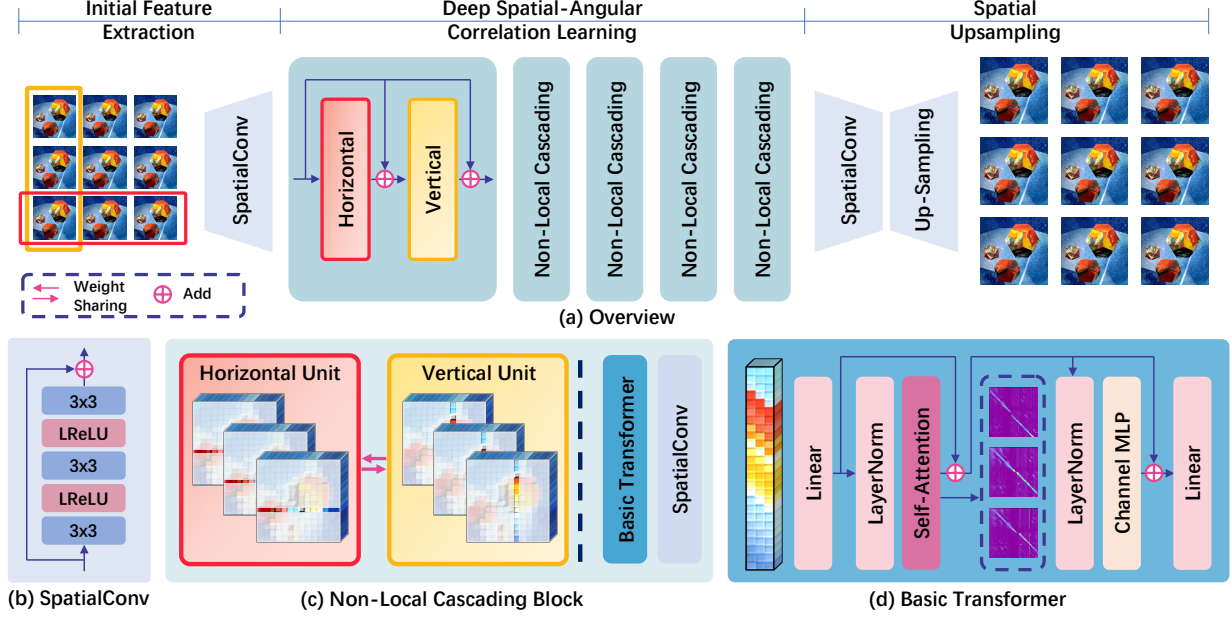 Initial Feature
Extraction
Deep Spatial-Angular
Correlation Learning
Spatial
Upsampling
SpatialConv
Horizontal
Vertical
Non-Local Cascading
Non-Local Cascading
Non-Local Cascading
Non-Local Cascading
SpatialConv
Up-Sampling
Weight
Sharing
Add
(a) Overview
3x3
LReLU
3x3
LReLU
3x3
(b) SpatialConv
Horizontal Unit
Vertical Unit
Basic Transformer
SpatialConv
(c) Non-Local Cascading Block
Linear
LayerNorm
Self-Attention
LayerNorm
Channel MLP
Linear
(d) Basic Transformer